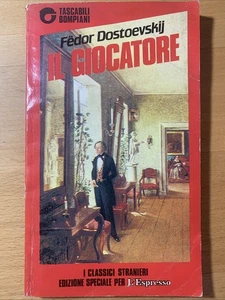 TASCABILI
BOMPIANI
Fëdor Dostoevskij
IL GIOCATORE
I CLASSICI STRANIERI
EDIZIONE SPECIALE PER L'Espresso